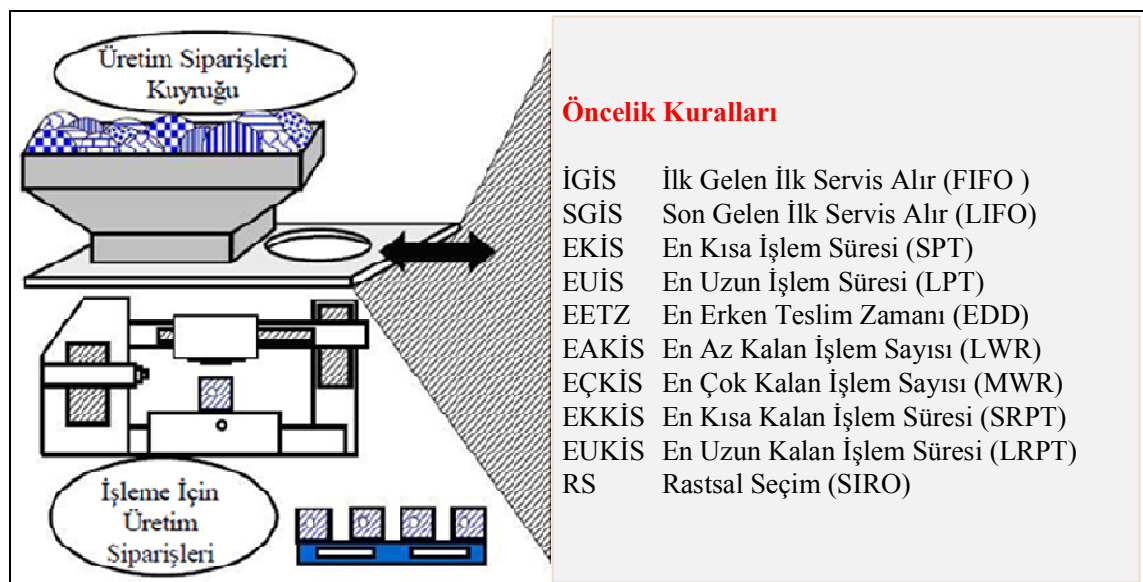 Üretim Siparişleri
Kuyruğu
Öncelik Kuralları
İGİS İlk Gelen İlk Servis Alır (FIFO )
SGİS Son Gelen İlk Servis Alır (LIFO)
EKİS En Kısa İşlem Süresi (SPT)
EUİS En Uzun İşlem Süresi (LPT)
EETZ En Erken Teslim Zamanı (EDD)
EAKİS En Az Kalan İşlem Sayısı (LWR)
EÇKİS En Çok Kalan İşlem Sayısı (MWR)
EKKİS En Kısa Kalan İşlem Süresi (SRPT)
EUKİS En Uzun Kalan İşlem Süresi (LRPT)
RS Rastsal Seçim (SIRO)
İşleme İçin
Üretim
Siparişleri